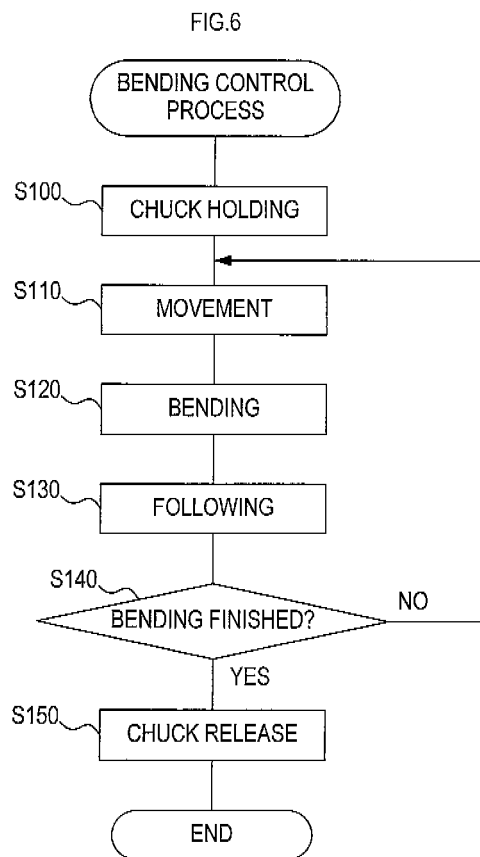 FIG.6
BENDING CONTROL
PROCESS
S100
CHUCK HOLDING
S110
MOVEMENT
S120
BENDING
S130
FOLLOWING
S140
BENDING FINISHED?
NO
YES
S150
CHUCK RELEASE
END